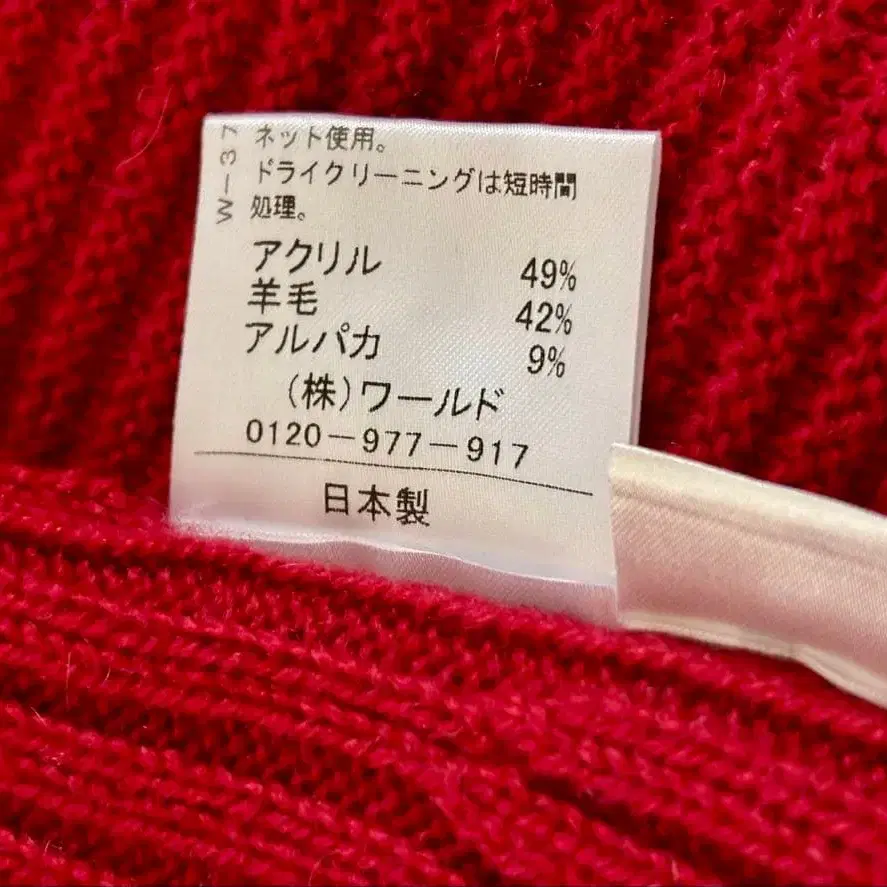 W-37
ネット使用。
ドライクリーニングは短時間
処理。
アクリル 49%
羊毛 42%
アルパカ 9%
(株)ワールド
0120-977-917
日本製